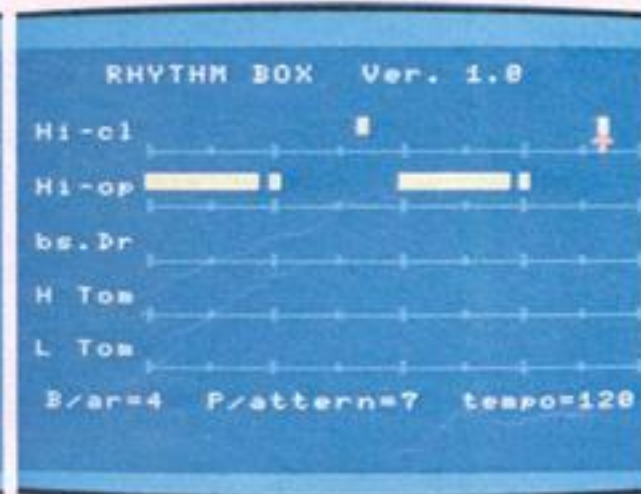 RHYTHM BOX Ver. 1.0
Hi-cl
Hi-op
bs.Dr
H Tom
L Tom
B/ar=4 P/attern=7 tempo=120